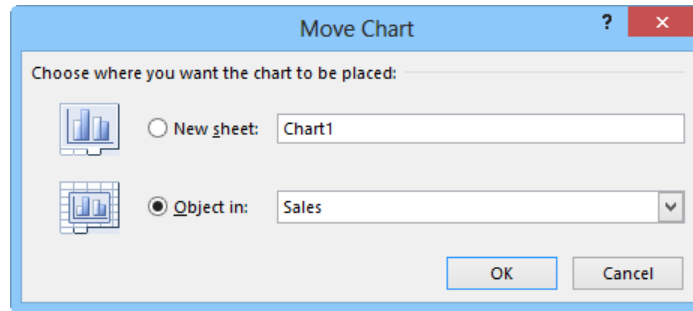 Move Chart
?
Choose where you want the chart to be placed:
New sheet: Chart1
Object in: Sales
OK Cancel